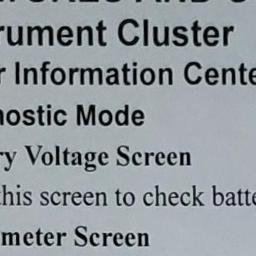 rument Cluster
r Information Cente
nostic Mode
ry Voltage Screen
his screen to check batte
meter Screen